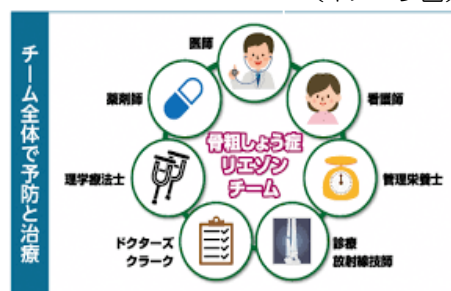 チーム全体で予防と治療
医師
薬剤師
看護師
骨粗しょう症
リエゾン
チーム
理学療法士
管理栄養士
ドクターズ
クラーク
診療
放射線技師